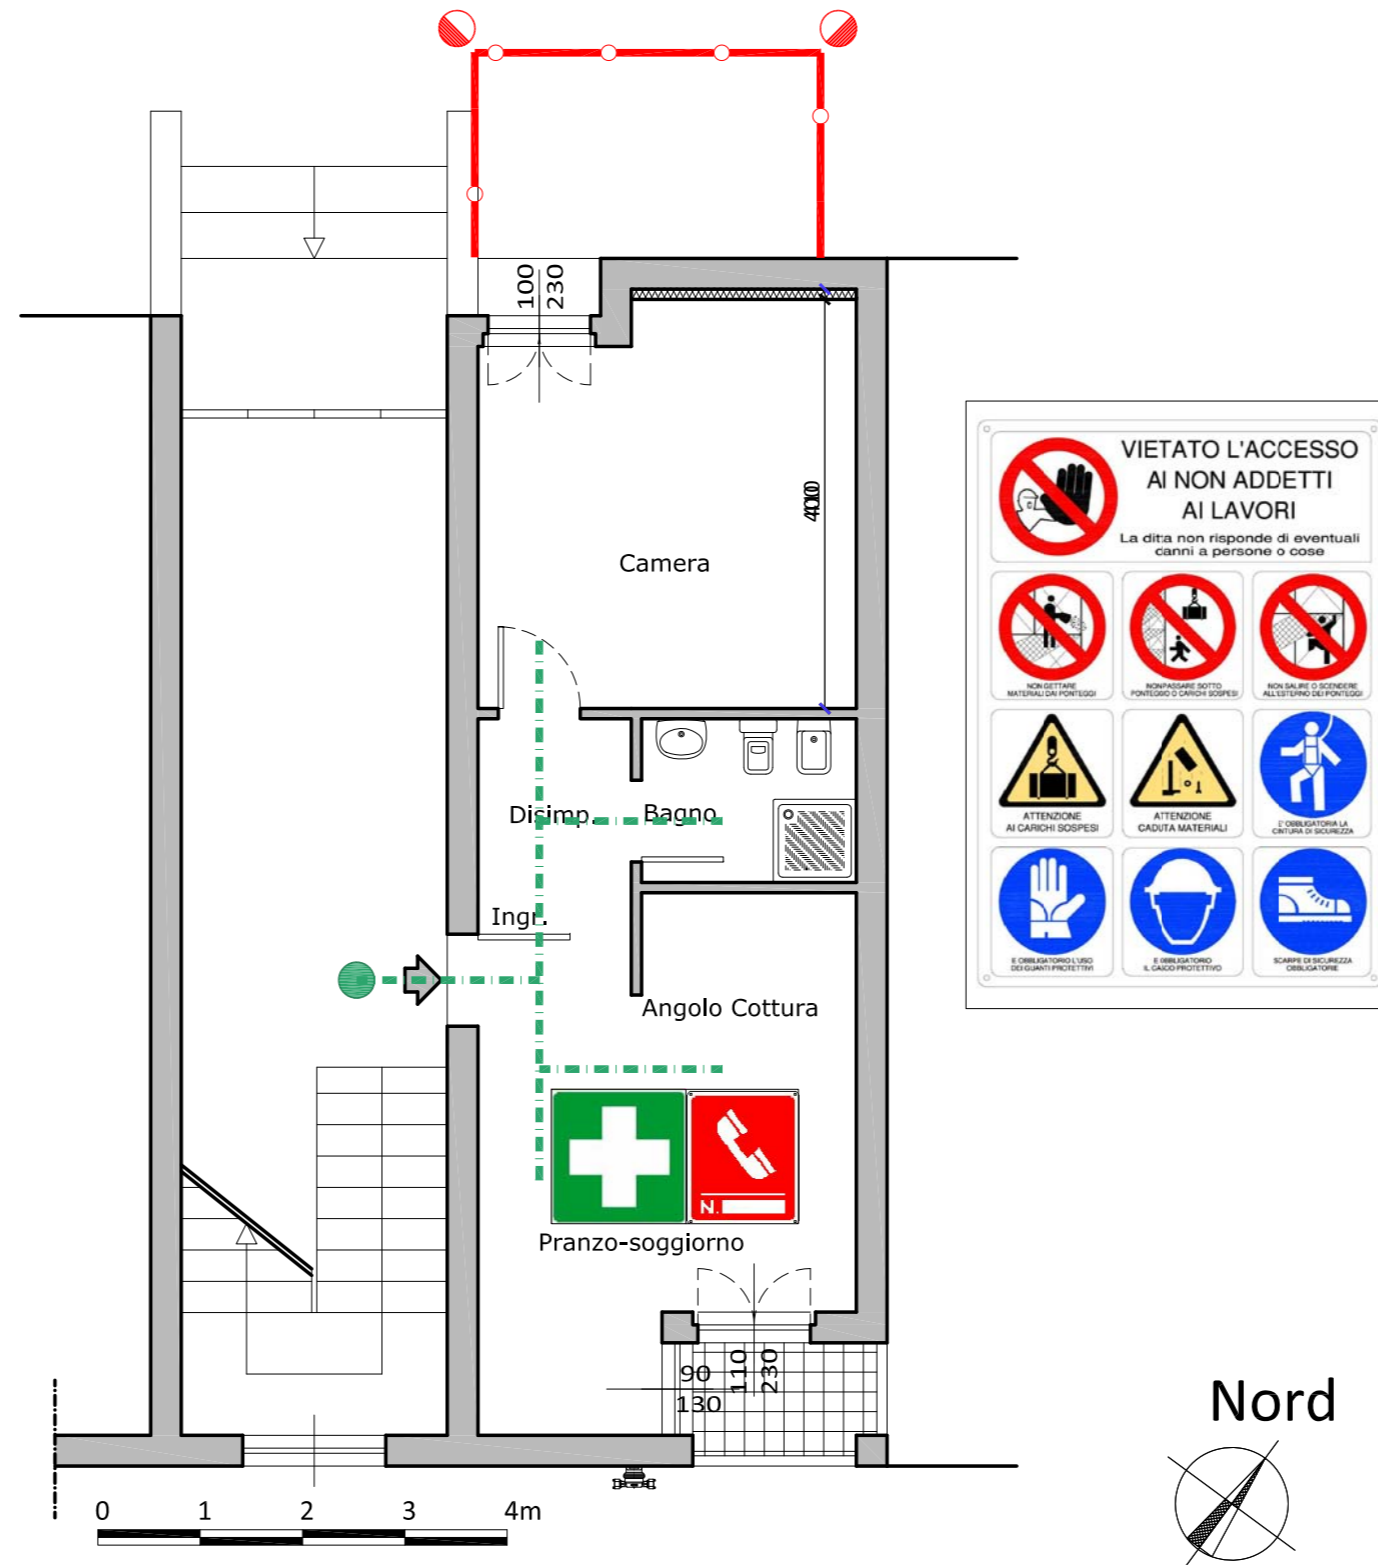 100
230
Camera
Disimp.
Bagno
Ingr.
Angolo Cottura
N.
Pranzo-soggiorno
90
130
110
230
0 1 2 3 4m
VIETATO L'ACCESSO
AI NON ADDETTI
AI LAVORI
La ditta non risponde di eventuali
danni a persone o cose
NON GETTARE
MATERIALI DAI PONTEGGI
NON PASSARE SOTTO
PONTEGGIO O CARICHI SOSPESI
NON SALIRE O SCENDERE
ALL'ESTERNO DEI PONTEGGI
ATTENZIONE
AI CARICHI SOSPESI
ATTENZIONE
CADUTA MATERIALI
E' OBBLIGATORIA LA
CINTURA DI SICUREZZA
E OBBLIGATORIO L'USO
DEI GUANTI PROTETTIVI
E OBBLIGATORIO
IL CASCO PROTETTIVO
SCARPE DI SICUREZZA
OBBLIGATORIE
Nord